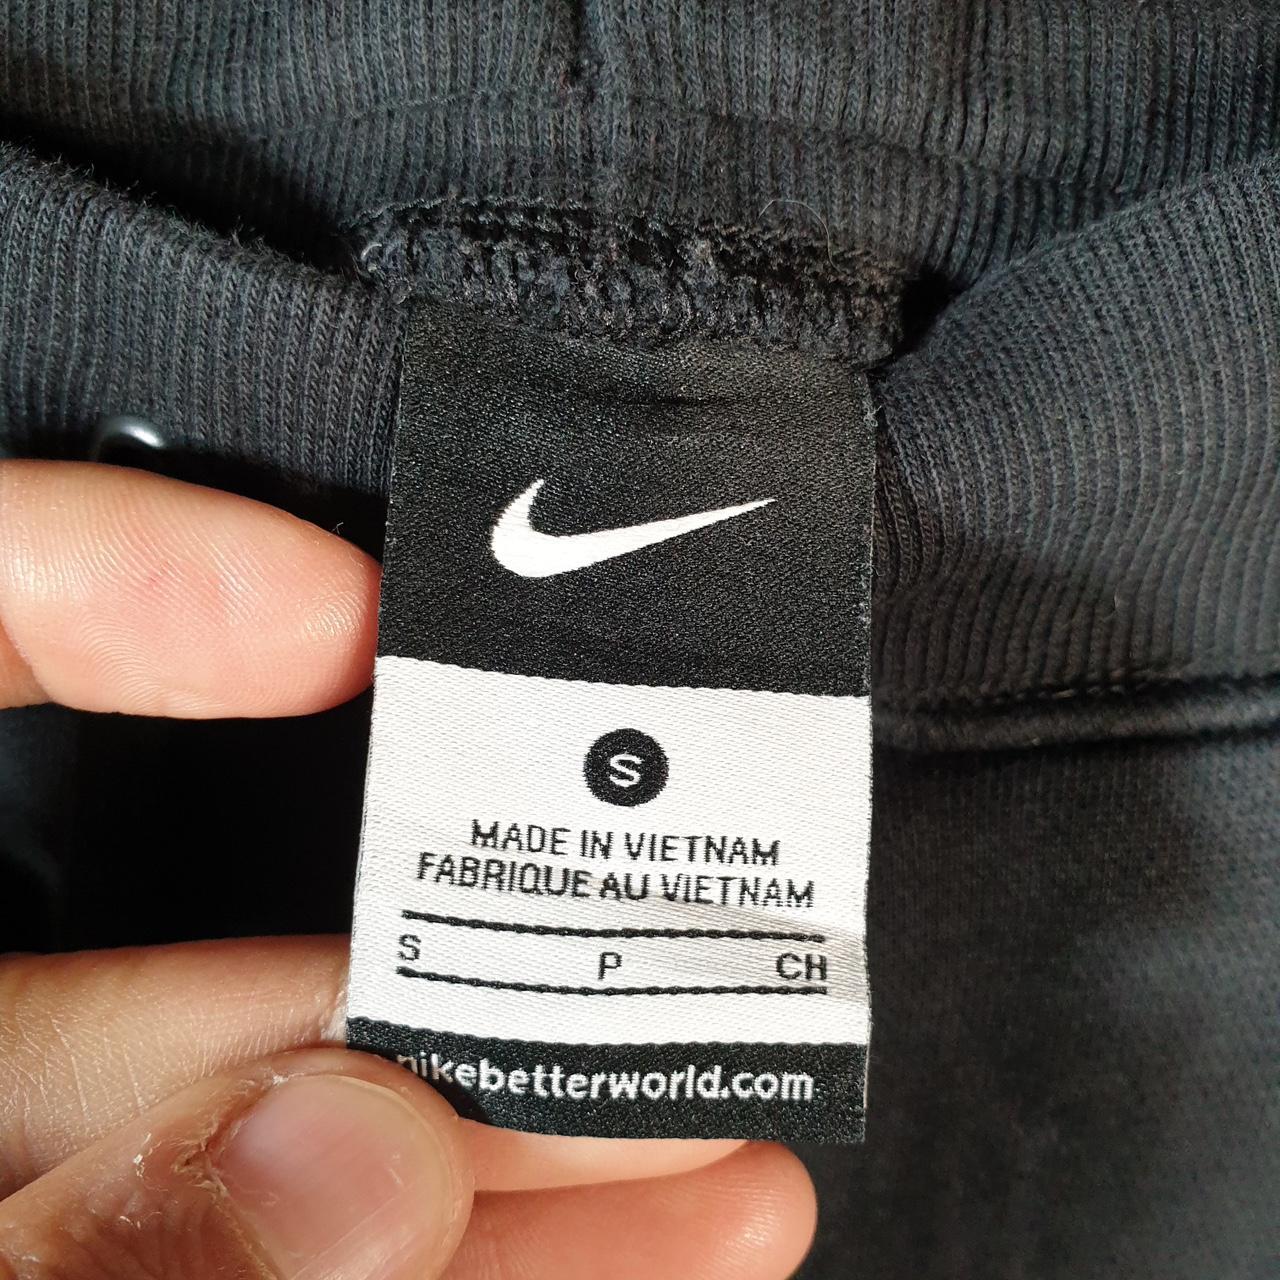 S
MADE IN VIETNAM
FABRIQUE AU VIETNAM
S P CH
nikebetterworld.com